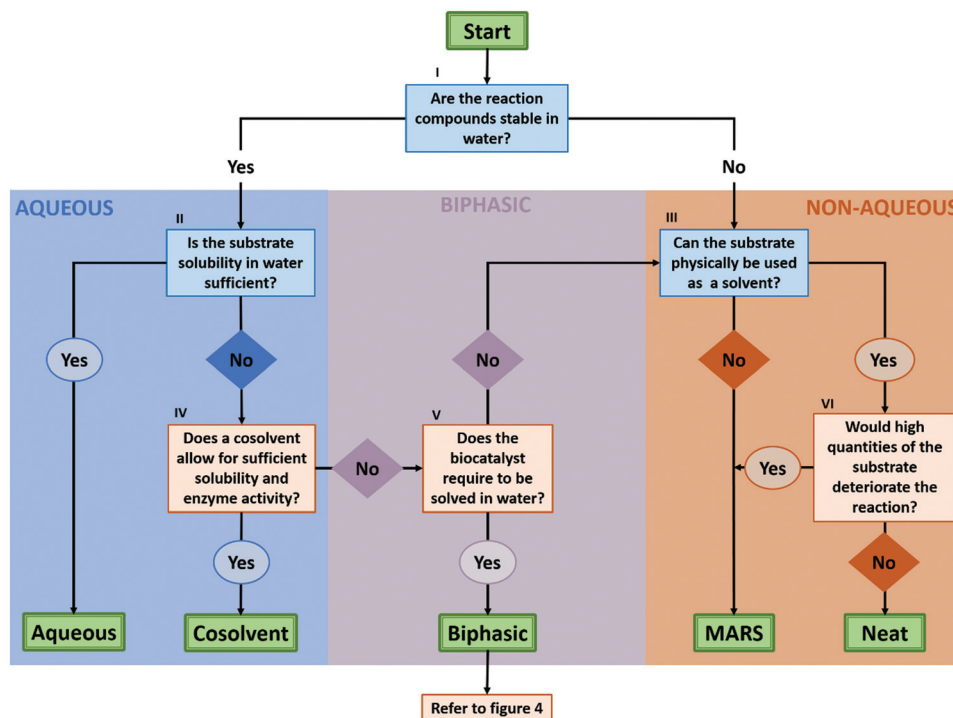 Start
I
Are the reaction
compounds stable in
water?
Yes
No
AQUEOUS
BIPHASIC
NON-AQUEOUS
II
Is the substrate
solubility in water
sufficient?
III
Can the substrate
physically be used
as a solvent?
Yes
No
No
No
Yes
IV
Does a cosolvent
allow for sufficient
solubility and
enzyme activity?
No
V
Does the
biocatalyst
require to be
solved in water?
Yes
VI
Would high
quantities of the
substrate
deteriorate the
reaction?
Yes
Yes
No
Aqueous
Cosolvent
Biphasic
MARS
Neat
Refer to figure 4